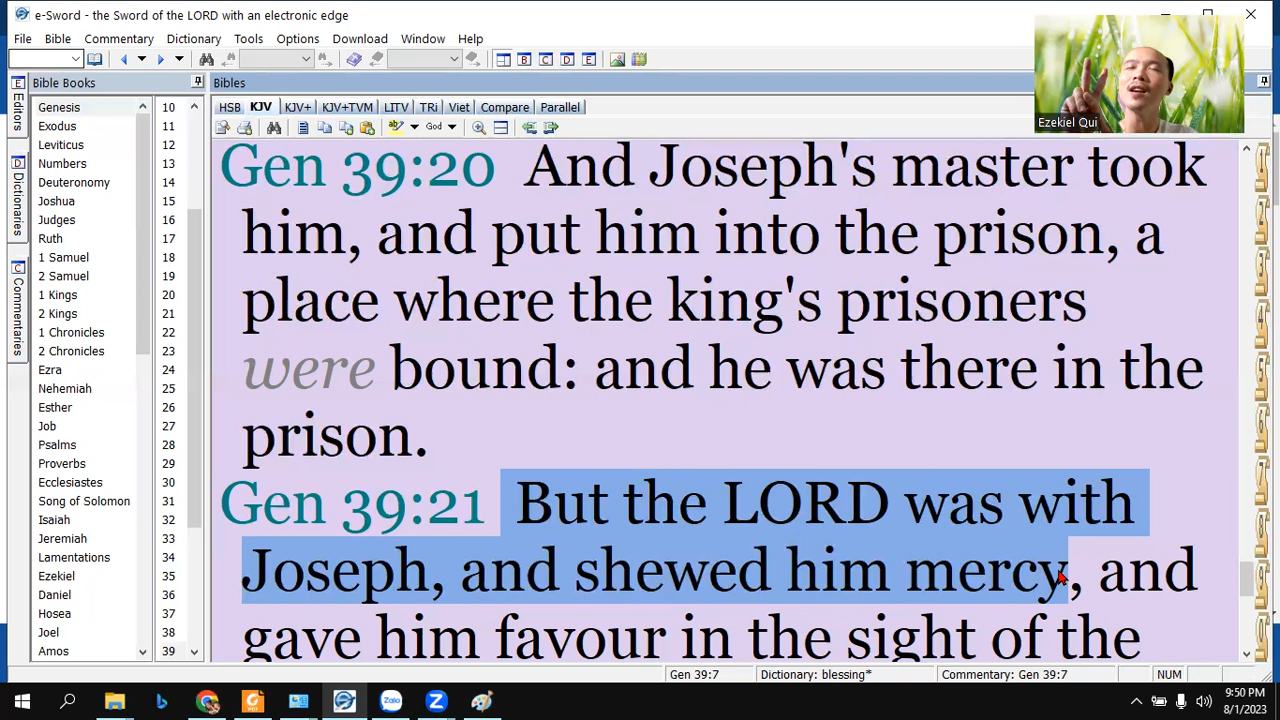 e-Sword - the Sword of the LORD with an electronic edge
File Bible Commentary Dictionary Tools Options Download Window Help
Bible Books
Bibles
Editors
Dictionaries
Commentaries
HSB KJV KJV+ KJV+TVM LITV TRi Viet Compare Parallel
God
Ezekiel Qui
Genesis 10
Exodus 11
Leviticus 12
Numbers 13
Deuteronomy 14
Joshua 15
Judges 16
Ruth 17
1 Samuel 18
2 Samuel 19
1 Kings 20
2 Kings 21
1 Chronicles 22
2 Chronicles 23
Ezra 24
Nehemiah 25
Esther 26
Job 27
Psalms 28
Proverbs 29
Ecclesiastes 30
Song of Solomon 31
Isaiah 32
Jeremiah 33
Lamentations 34
Ezekiel 35
Daniel 36
Hosea 37
Joel 38
Amos 39
Gen 39:20 And Joseph's master took
him, and put him into the prison, a
place where the king's prisoners
were bound: and he was there in the
prison.
Gen 39:21 But the LORD was with
Joseph, and shewed him mercy, and
gave him favour in the sight of the
Gen 39:7 Dictionary: blessing* Commentary: Gen 39:7 NUM
Zalo
9:50 PM
8/1/2023